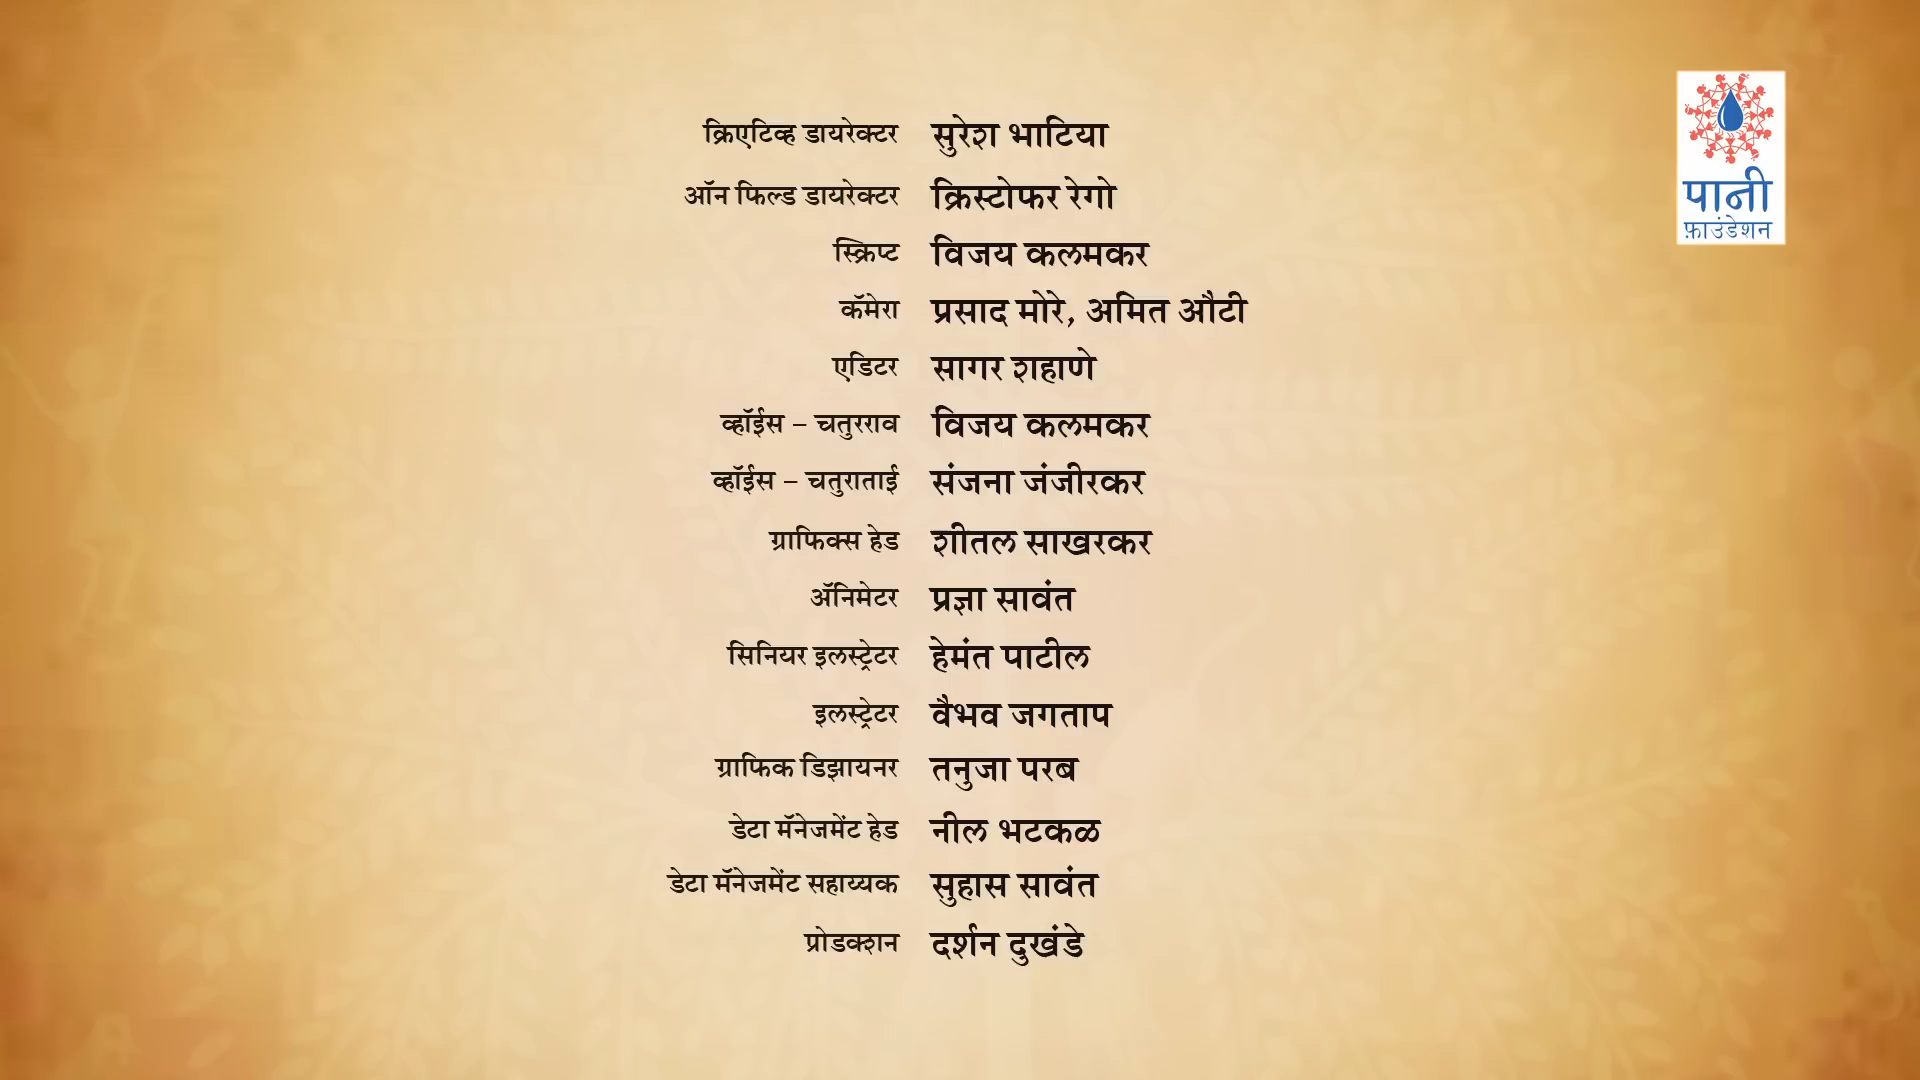 क्रिएटिव्ह डायरेक्टर सुरेश भाटिया
ऑन फिल्ड डायरेक्टर क्रिस्टोफर रेगो
स्क्रिप्ट विजय कलमकर
कॅमेरा प्रसाद मोरे, अमित औटी
एडिटर सागर शहाणे
व्हॉईस – चतुरराव विजय कलमकर
व्हॉईस – चतुराताई संजना जंजीरकर
ग्राफिक्स हेड शीतल साखरकर
ॲनिमेटर प्रज्ञा सावंत
सिनियर इलस्ट्रेटर हेमंत पाटील
इलस्ट्रेटर वैभव जगताप
ग्राफिक डिझायनर तनुजा परब
डेटा मॅनेजमेंट हेड नील भटकळ
डेटा मॅनेजमेंट सहाय्यक सुहास सावंत
प्रोडक्शन दर्शन दुखंडे
पानी
फ़ाउंडेशन